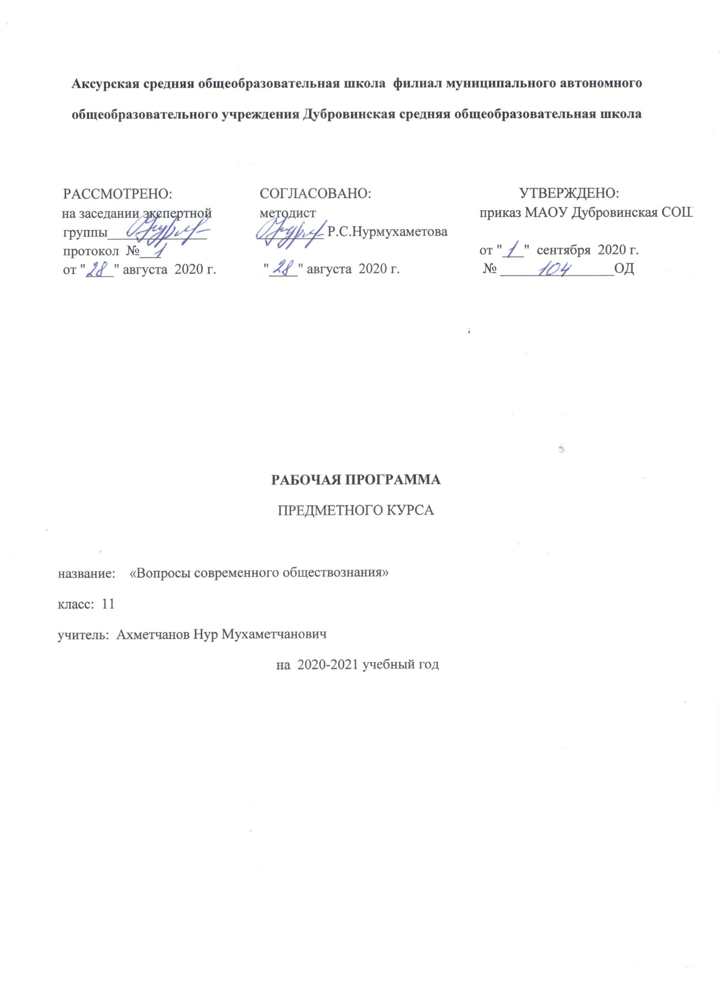 Аксурская средняя общеобразовательная школа филиал муниципального автономного
общеобразовательного учреждения Дубровинская средняя общеобразовательная школа
РАССМОТРЕНО:
на заседании экспертной
группы
протокол № 1
от "28" августа 2020 г.
СОГЛАСОВАНО:
методист
Р.С.Нурмухаметова
"28" августа 2020 г.
УТВЕРЖДЕНО:
приказ МАОУ Дубровинская СОШ
от "1" сентября 2020 г.
№ 104 ОД
РАБОЧАЯ ПРОГРАММА
ПРЕДМЕТНОГО КУРСА
название: «Вопросы современного обществознания»
класс: 11
учитель: Ахметчанов Нур Мухаметчанович
на 2020-2021 учебный год